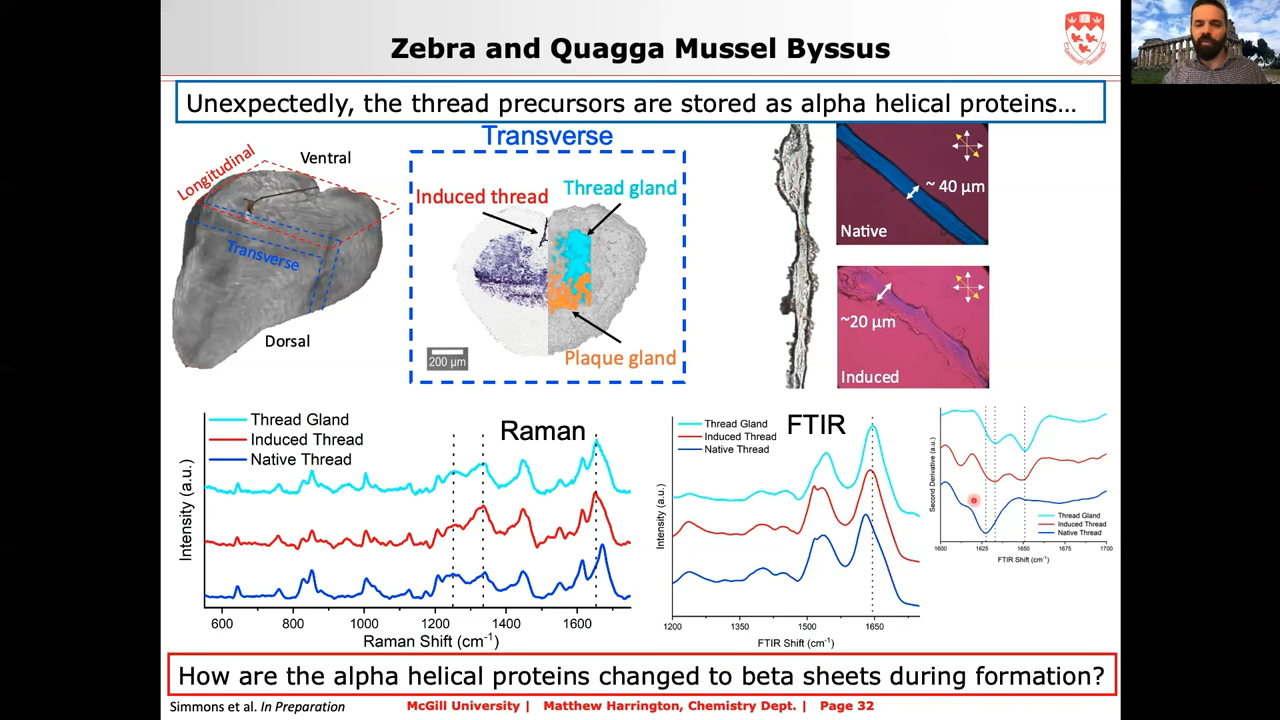 Zebra and Quagga Mussel Byssus
Unexpectedly, the thread precursors are stored as alpha helical proteins…
Longitudinal
Ventral
Transverse
Dorsal
Transverse
Induced thread
Thread gland
Plaque gland
200 µm
~ 40 µm
Native
~20 µm
Induced
Raman
Thread Gland
Induced Thread
Native Thread
Intensity (a.u.)
600 800 1000 1200 1400 1600
Raman Shift (cm⁻¹)
FTIR
Thread Gland
Induced Thread
Native Thread
Intensity (a.u.)
1200 1350 1500 1650
FTIR Shift (cm⁻¹)
Second Derivative (a.u.)
Thread Gland
Induced Thread
Native Thread
1600 1625 1650 1675 1700
FTIR Shift (cm⁻¹)
How are the alpha helical proteins changed to beta sheets during formation?
Simmons et al. In Preparation
McGill University | Matthew Harrington, Chemistry Dept. | Page 32